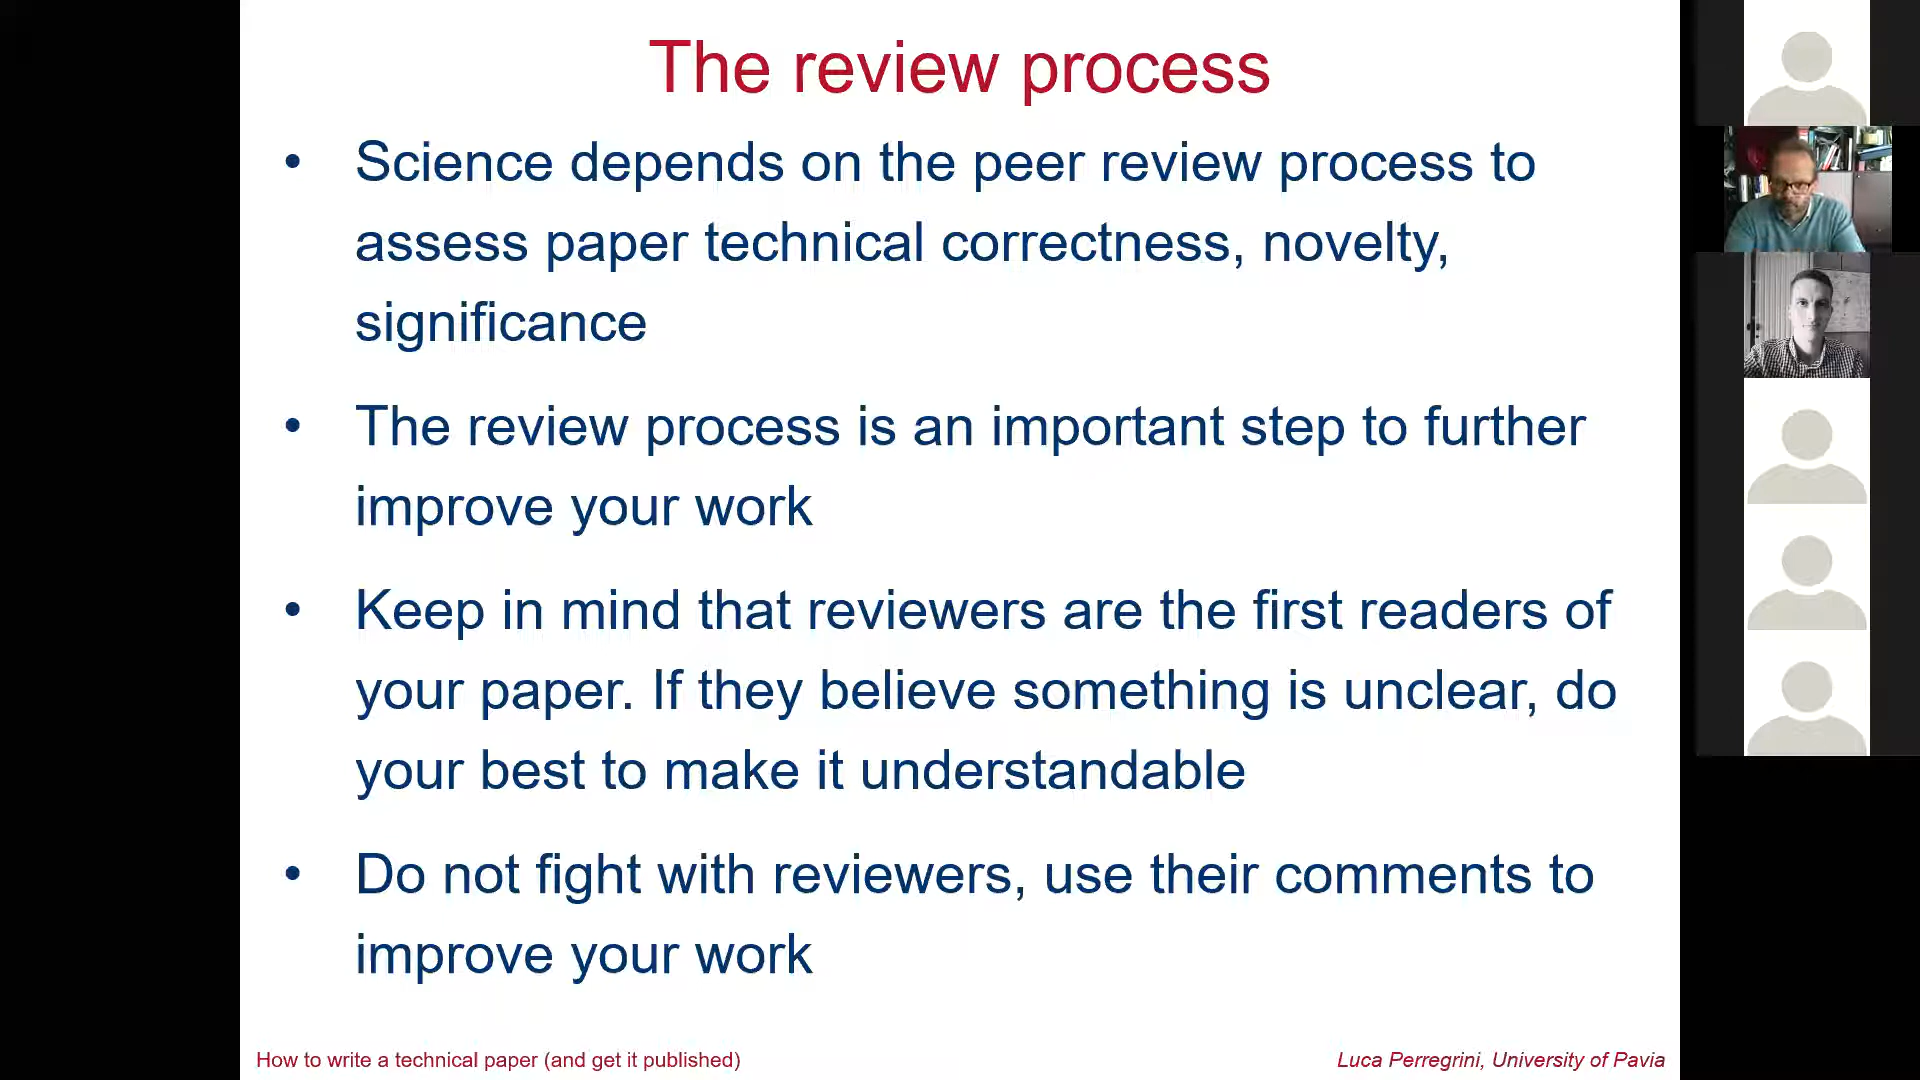 The review process
• Science depends on the peer review process to
assess paper technical correctness, novelty,
significance
• The review process is an important step to further
improve your work
• Keep in mind that reviewers are the first readers of
your paper. If they believe something is unclear, do
your best to make it understandable
• Do not fight with reviewers, use their comments to
improve your work
How to write a technical paper (and get it published)
Luca Perregrini, University of Pavia